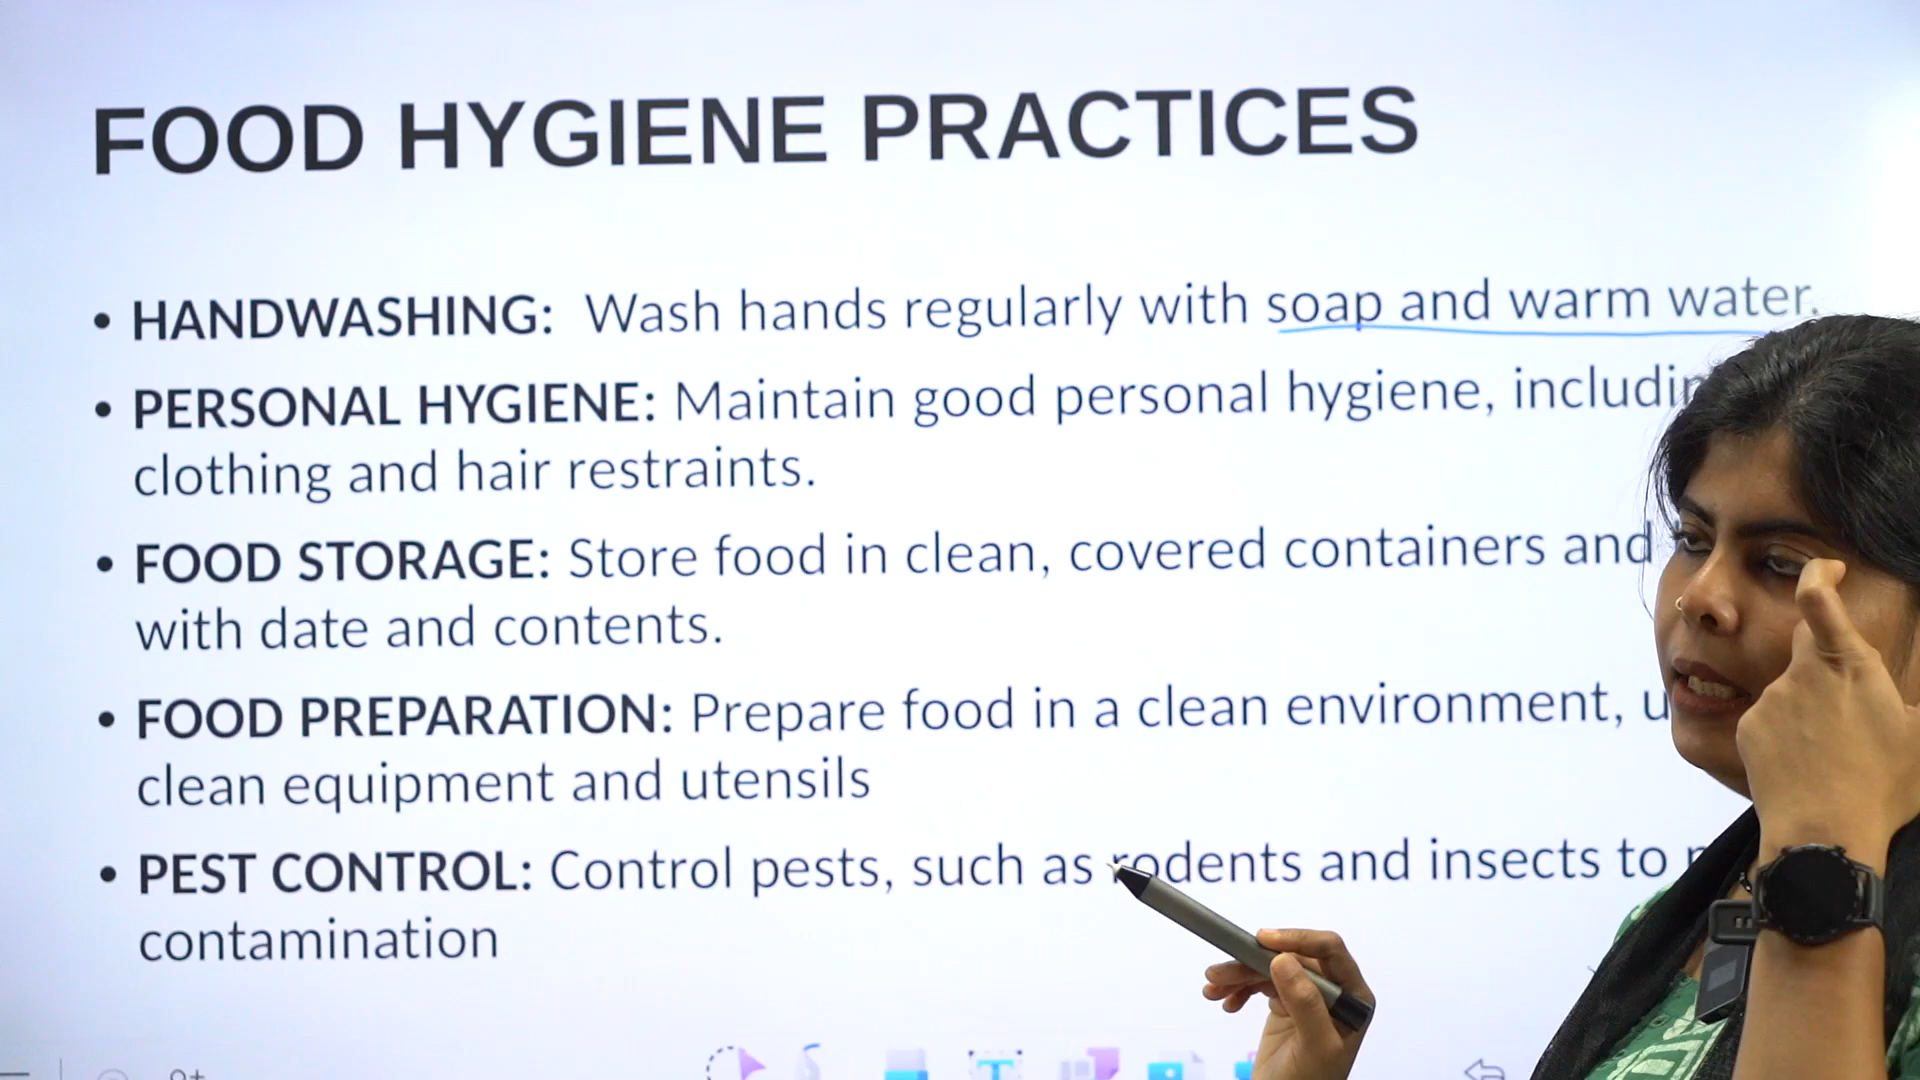 FOOD HYGIENE PRACTICES
• HANDWASHING: Wash hands regularly with soap and warm water.
• PERSONAL HYGIENE: Maintain good personal hygiene,
clothing and hair restraints.
• FOOD STORAGE: Store food in clean, covered containers and
with date and contents.
• FOOD PREPARATION: Prepare food in a clean environment,
clean equipment and utensils
• PEST CONTROL: Control pests, such as rodents and insects to
contamination